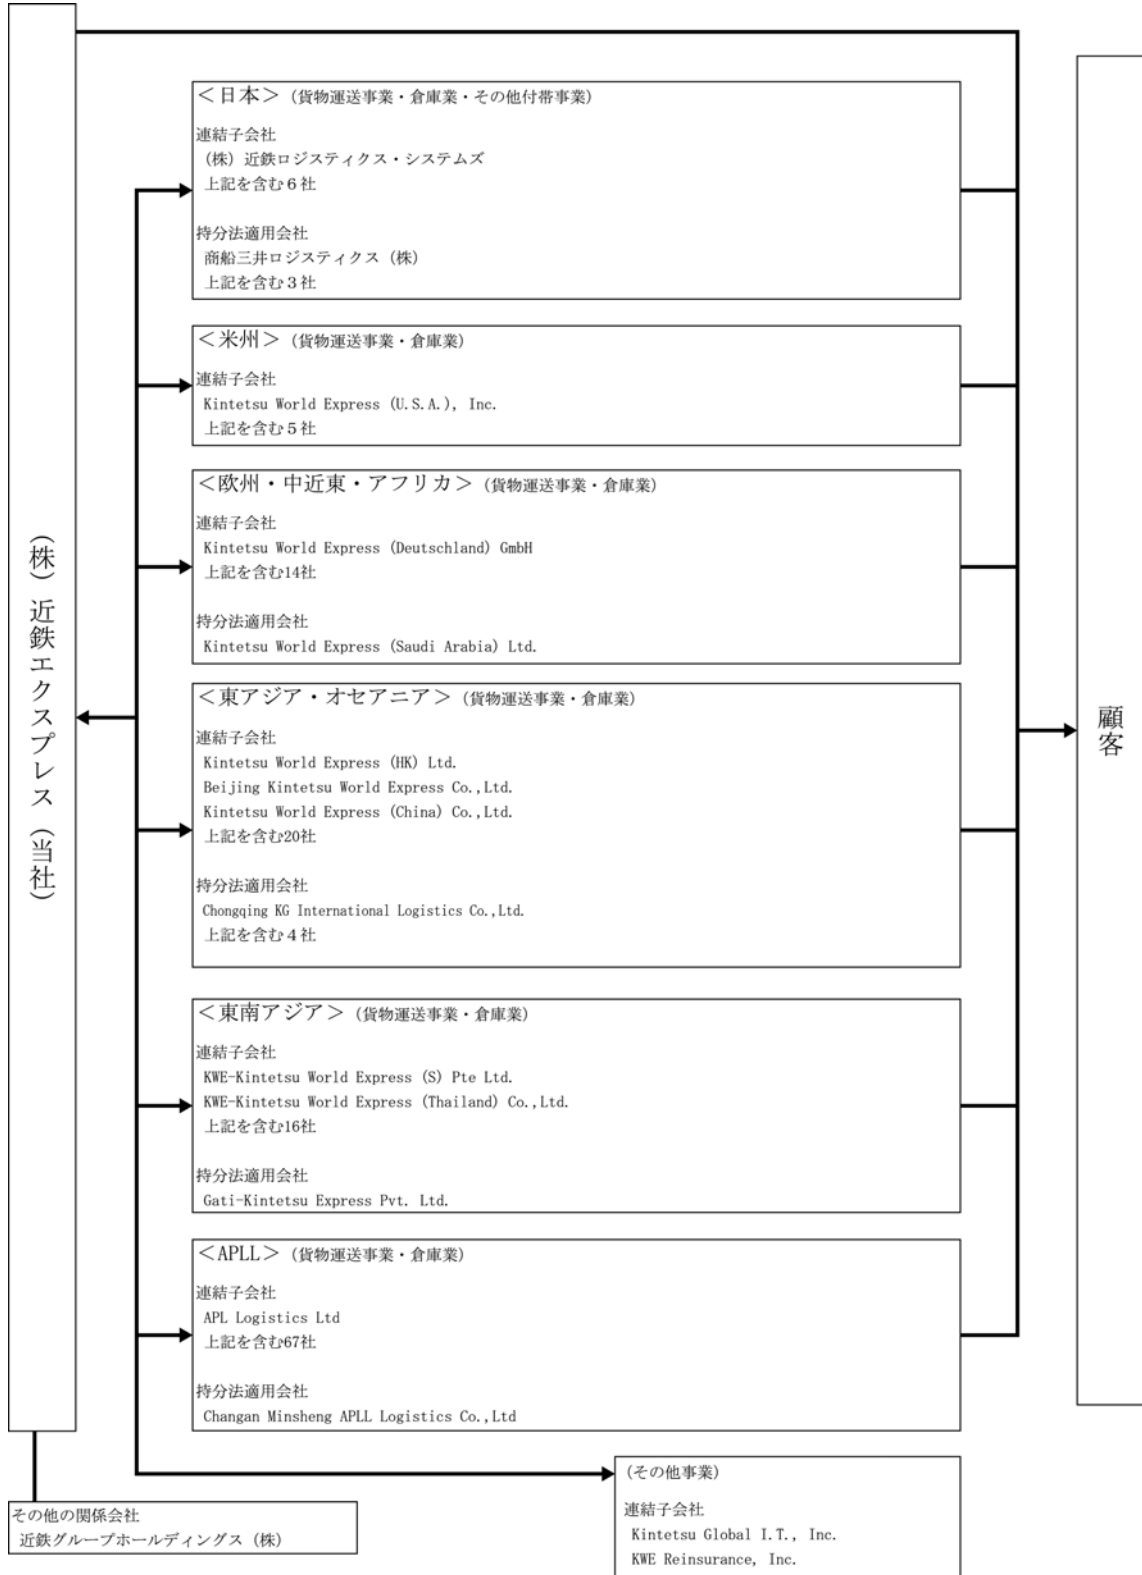 (株)近鉄エクスプレス(当社)
<日本>(貨物運送事業・倉庫業・その他付帯事業)
連結子会社
(株)近鉄ロジスティクス・システムズ
上記を含む6社
持分法適用会社
商船三井ロジスティクス(株)
上記を含む3社
<米州>(貨物運送事業・倉庫業)
連結子会社
Kintetsu World Express (U.S.A.), Inc.
上記を含む5社
<欧州・中近東・アフリカ>(貨物運送事業・倉庫業)
連結子会社
Kintetsu World Express (Deutschland) GmbH
上記を含む14社
持分法適用会社
Kintetsu World Express (Saudi Arabia) Ltd.
<東アジア・オセアニア>(貨物運送事業・倉庫業)
連結子会社
Kintetsu World Express (HK) Ltd.
Beijing Kintetsu World Express Co.,Ltd.
Kintetsu World Express (China) Co.,Ltd.
上記を含む20社
持分法適用会社
Chongqing KG International Logistics Co.,Ltd.
上記を含む4社
<東南アジア>(貨物運送事業・倉庫業)
連結子会社
KWE-Kintetsu World Express (S) Pte Ltd.
KWE-Kintetsu World Express (Thailand) Co.,Ltd.
上記を含む16社
持分法適用会社
Gati-Kintetsu Express Pvt. Ltd.
<APLL>(貨物運送事業・倉庫業)
連結子会社
APL Logistics Ltd
上記を含む67社
持分法適用会社
Changan Minsheng APLL Logistics Co.,Ltd
(その他事業)
連結子会社
Kintetsu Global I.T., Inc.
KWE Reinsurance, Inc.
その他の関係会社
近鉄グループホールディングス(株)
顧客